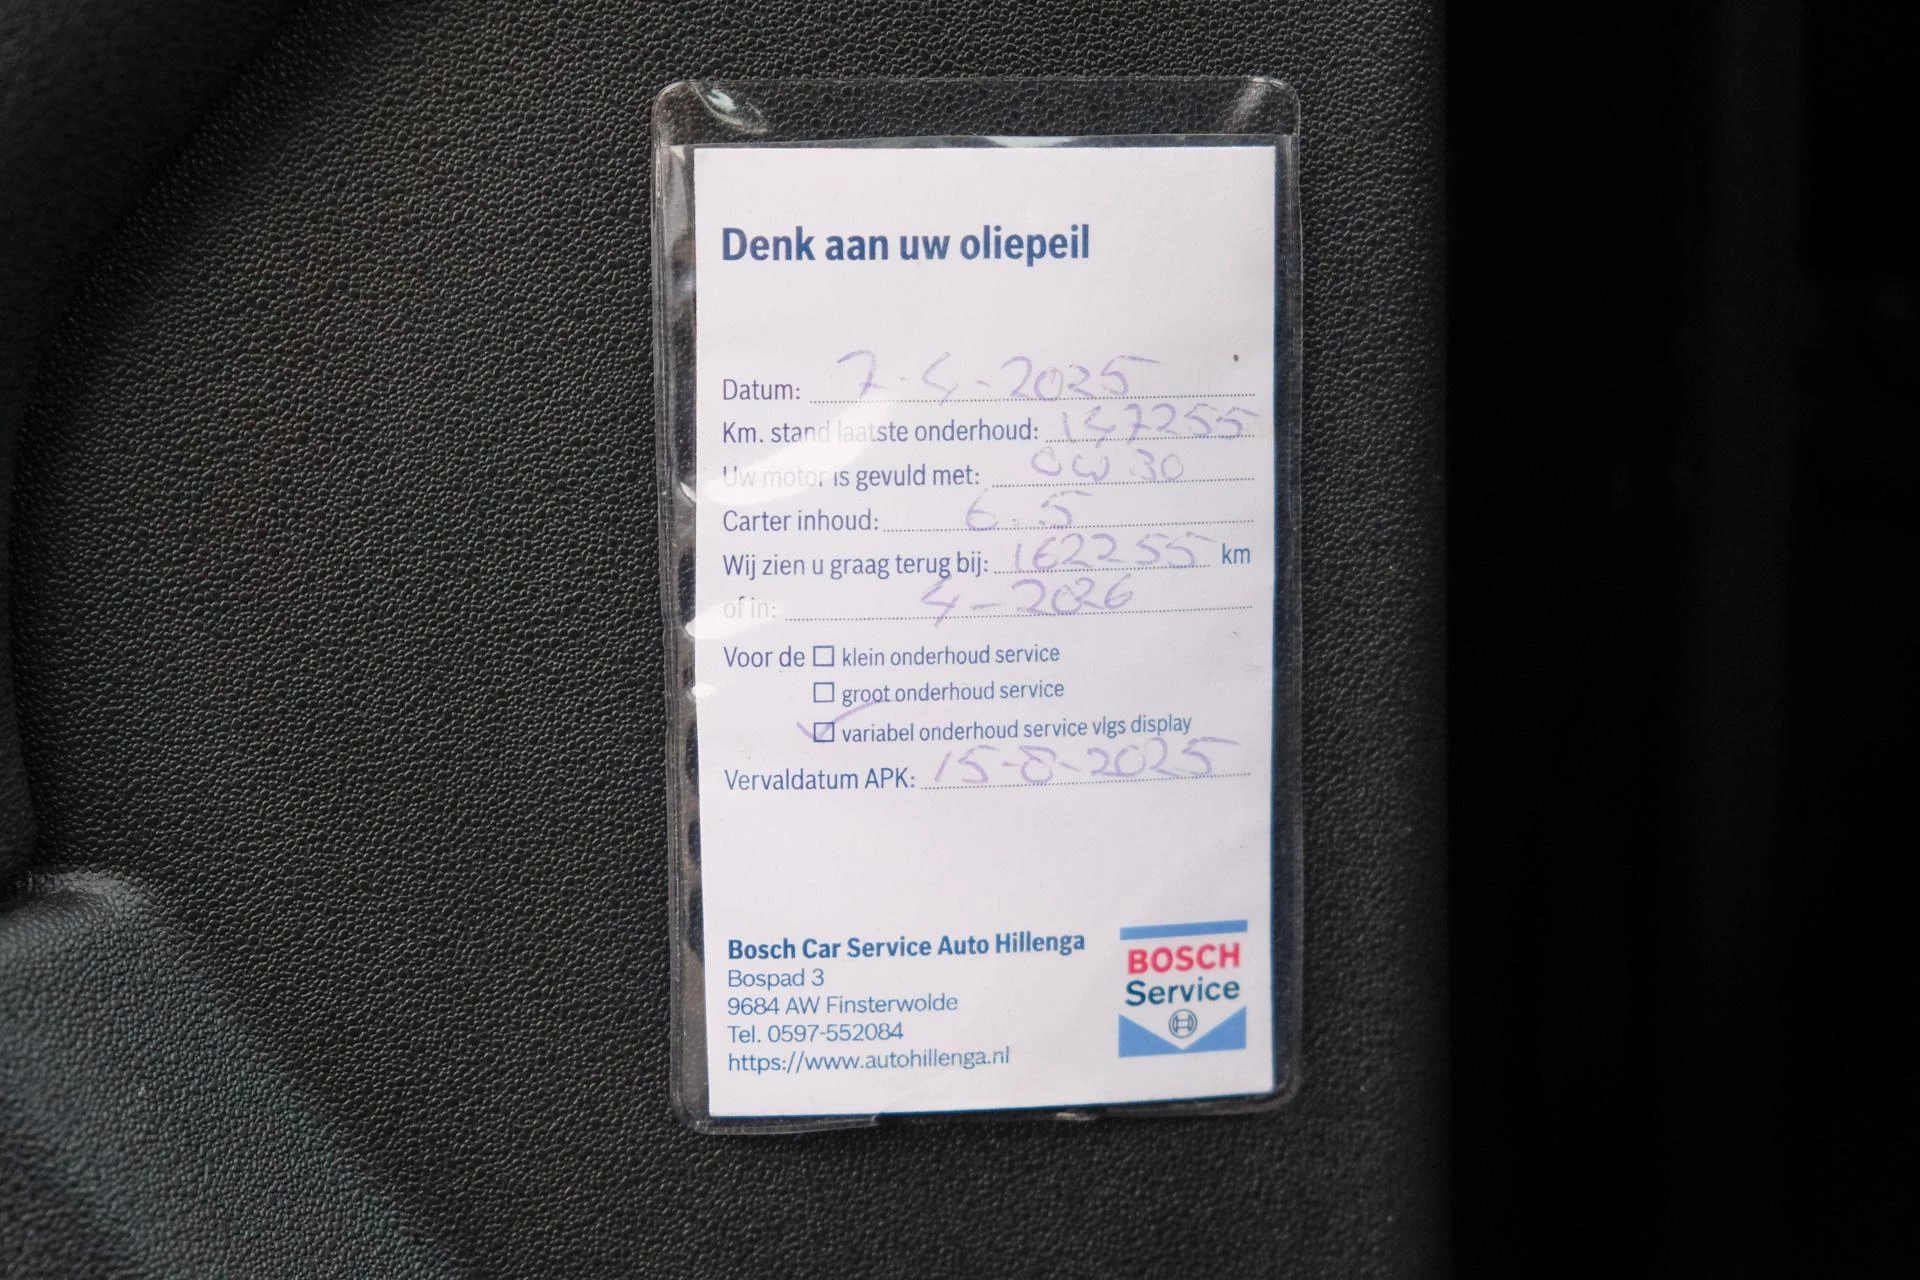 Denk aan uw oliepeil
Datum: 7-4-2025
Km. stand laatste onderhoud: 147255
Uw motor is gevuld met: 0W30
Carter inhoud: 6.5
Wij zien u graag terug bij: 162255 km
of in: 4-2026
Voor de ☐ klein onderhoud service
☐ groot onderhoud service
☑ variabel onderhoud service vlgs display
Vervaldatum APK: 15-8-2025
Bosch Car Service Auto Hillenga
Bospad 3
9684 AW Finsterwolde
Tel. 0597-552084
https://www.autohillenga.nl
BOSCH
Service